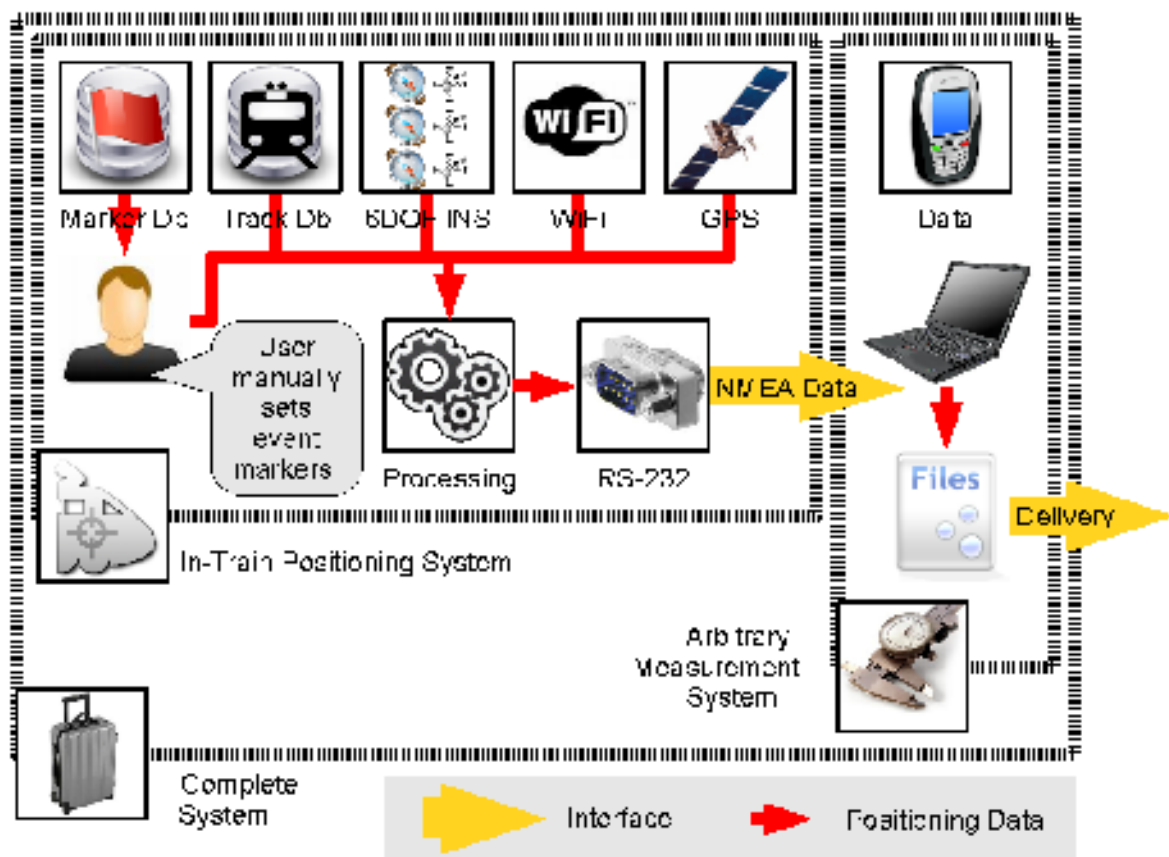 WiFi
Marker Db
Track Db
6DOF INS
WiFi
GPS
Data
User
manually
sets
event
markers
Processing
RS-232
NMEA Data
Files
Delivery
In-Train Positioning System
Arbitrary
Measurement
System
Complete
System
Interface
Positioning Data